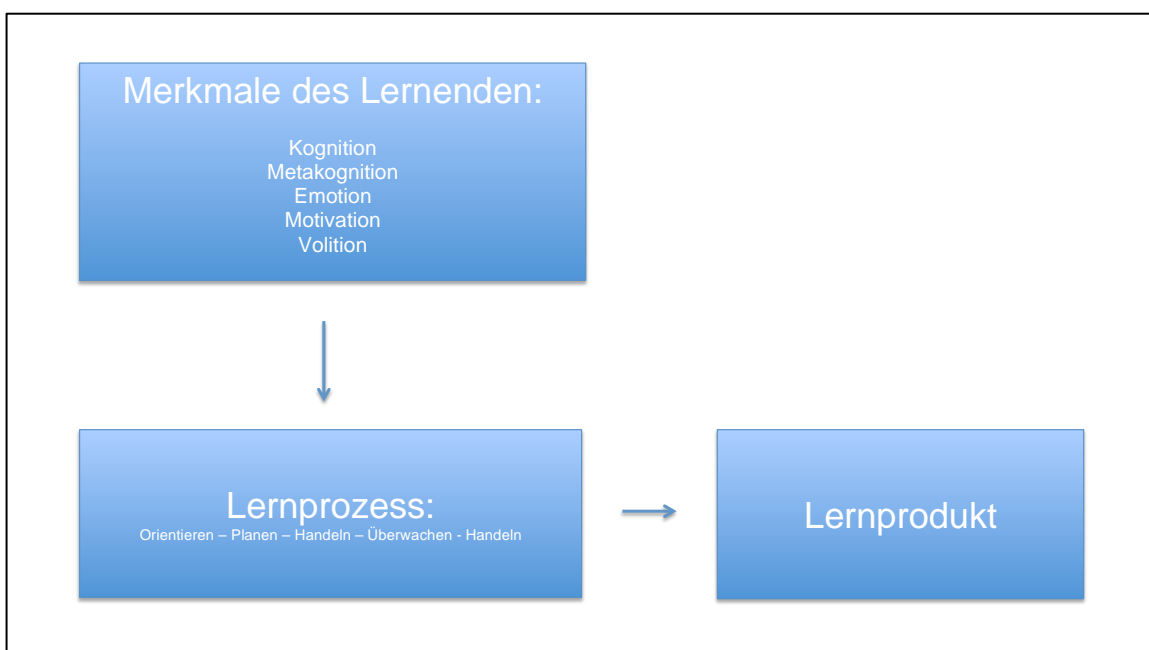 Merkmale des Lernenden:
Kognition
Metakognition
Emotion
Motivation
Volition
Lernprozess:
Orientieren – Planen – Handeln – Überwachen - Handeln
Lernprodukt